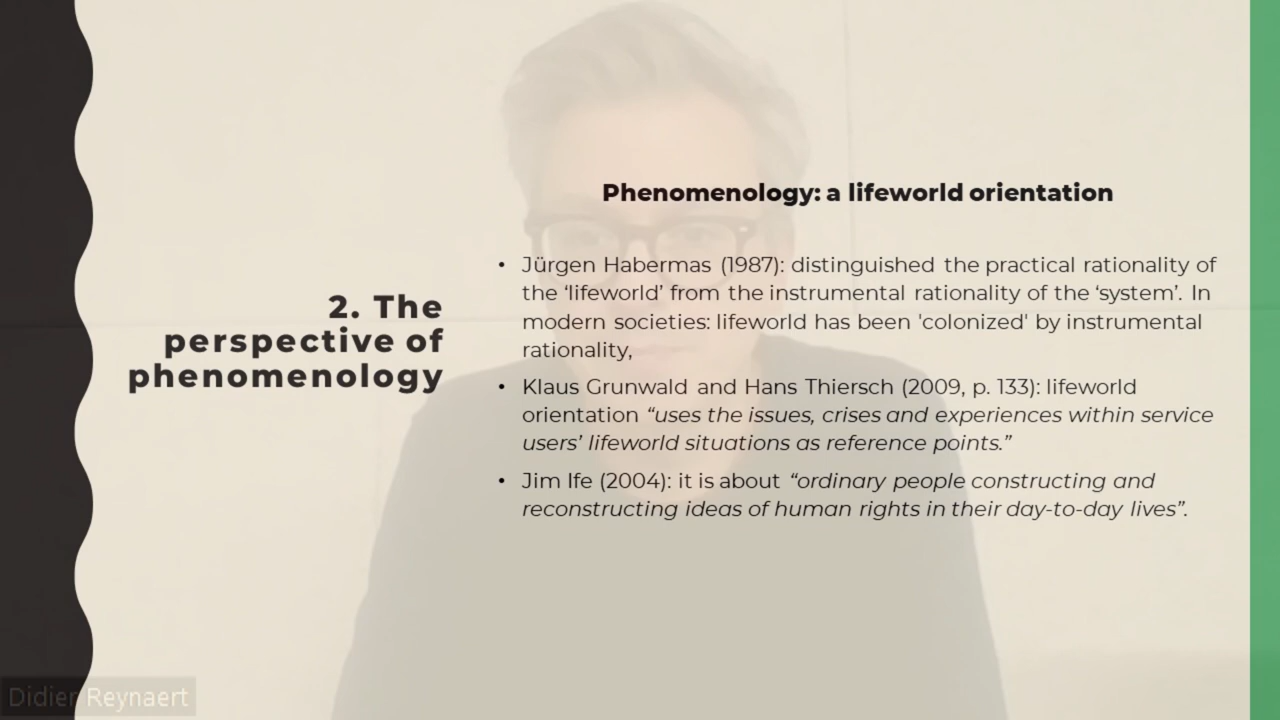 2. The
perspective of
phenomenology
Phenomenology: a lifeworld orientation
• Jürgen Habermas (1987): distinguished the practical rationality of
the ‘lifeworld’ from the instrumental rationality of the ‘system’. In
modern societies: lifeworld has been 'colonized' by instrumental
rationality,
• Klaus Grunwald and Hans Thiersch (2009, p. 133): lifeworld
orientation “uses the issues, crises and experiences within service
users’ lifeworld situations as reference points.”
• Jim Ife (2004): it is about “ordinary people constructing and
reconstructing ideas of human rights in their day-to-day lives”.
Didier Reynaert